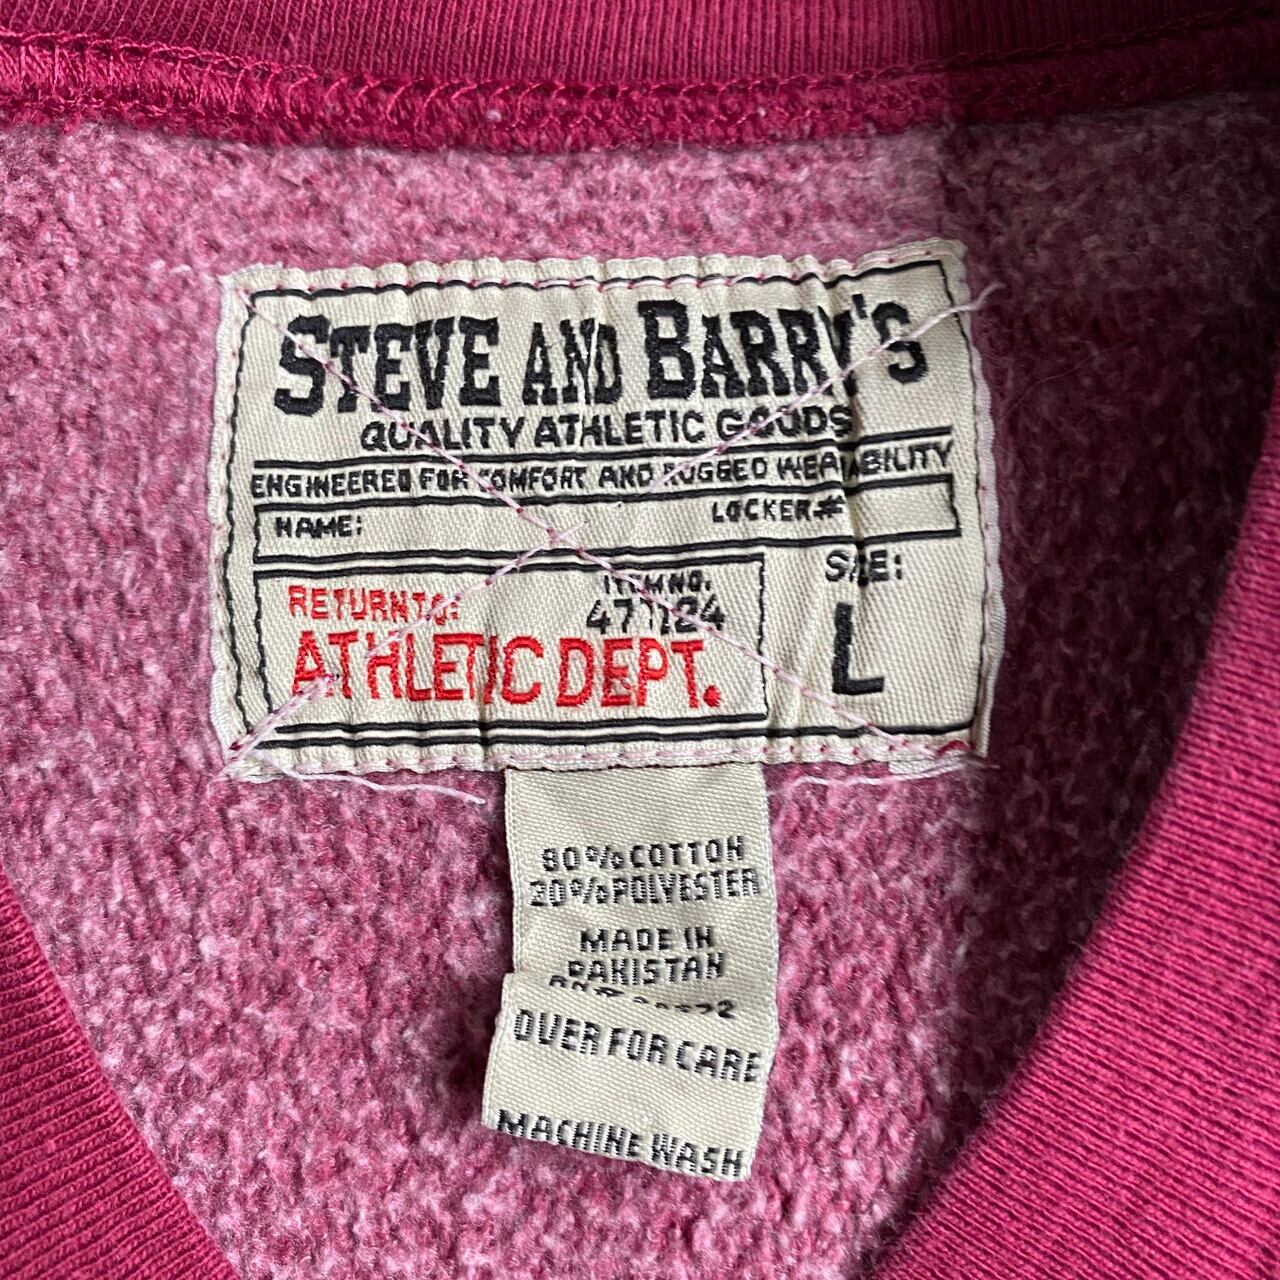 STEVE AND BARRY'S
QUALITY ATHLETIC GOODS
ENGINEERED FOR COMFORT AND RUGGED WEARABILITY
NAME: LOCKER#
RETURN TO: ITEM NO.
477124
ATHLETIC DEPT.
SIZE:
L
80% COTTON
20% POLYESTER
MADE IN
PAKISTAN
OVER FOR CARE
MACHINE WASH